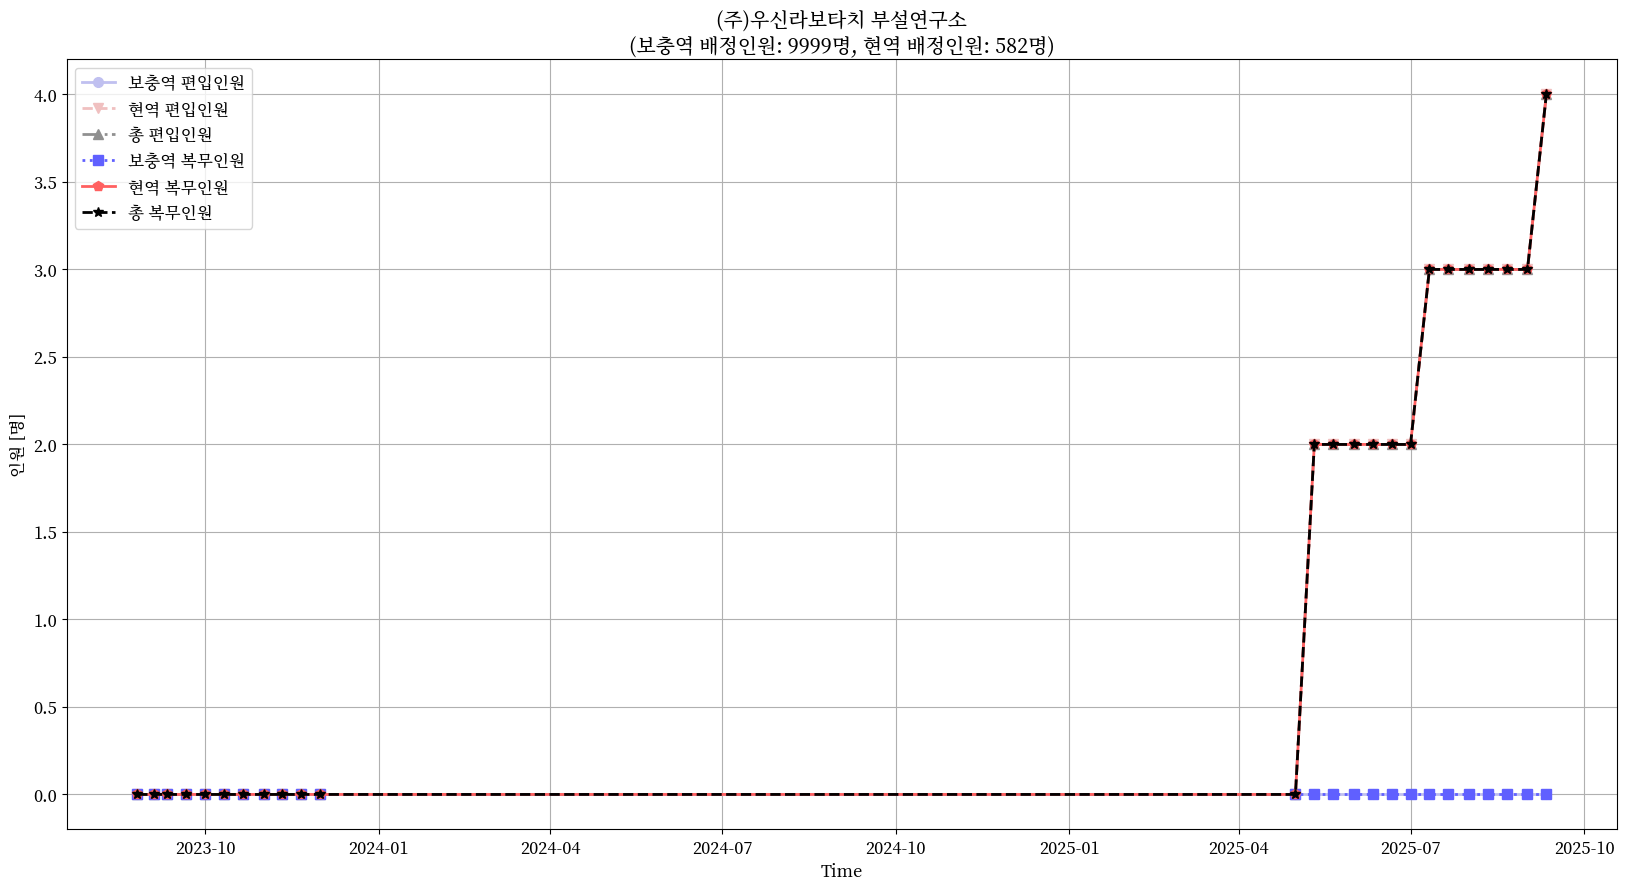 (주)우신라보타치 부설연구소
(보충역 배정인원: 9999명, 현역 배정인원: 582명)
보충역 편입인원
현역 편입인원
총 편입인원
보충역 복무인원
현역 복무인원
총 복무인원
4.0
3.5
3.0
2.5
2.0
1.5
1.0
0.5
0.0
인원 [명]
2023-10
2024-01
2024-04
2024-07
2024-10
2025-01
2025-04
2025-07
2025-10
Time